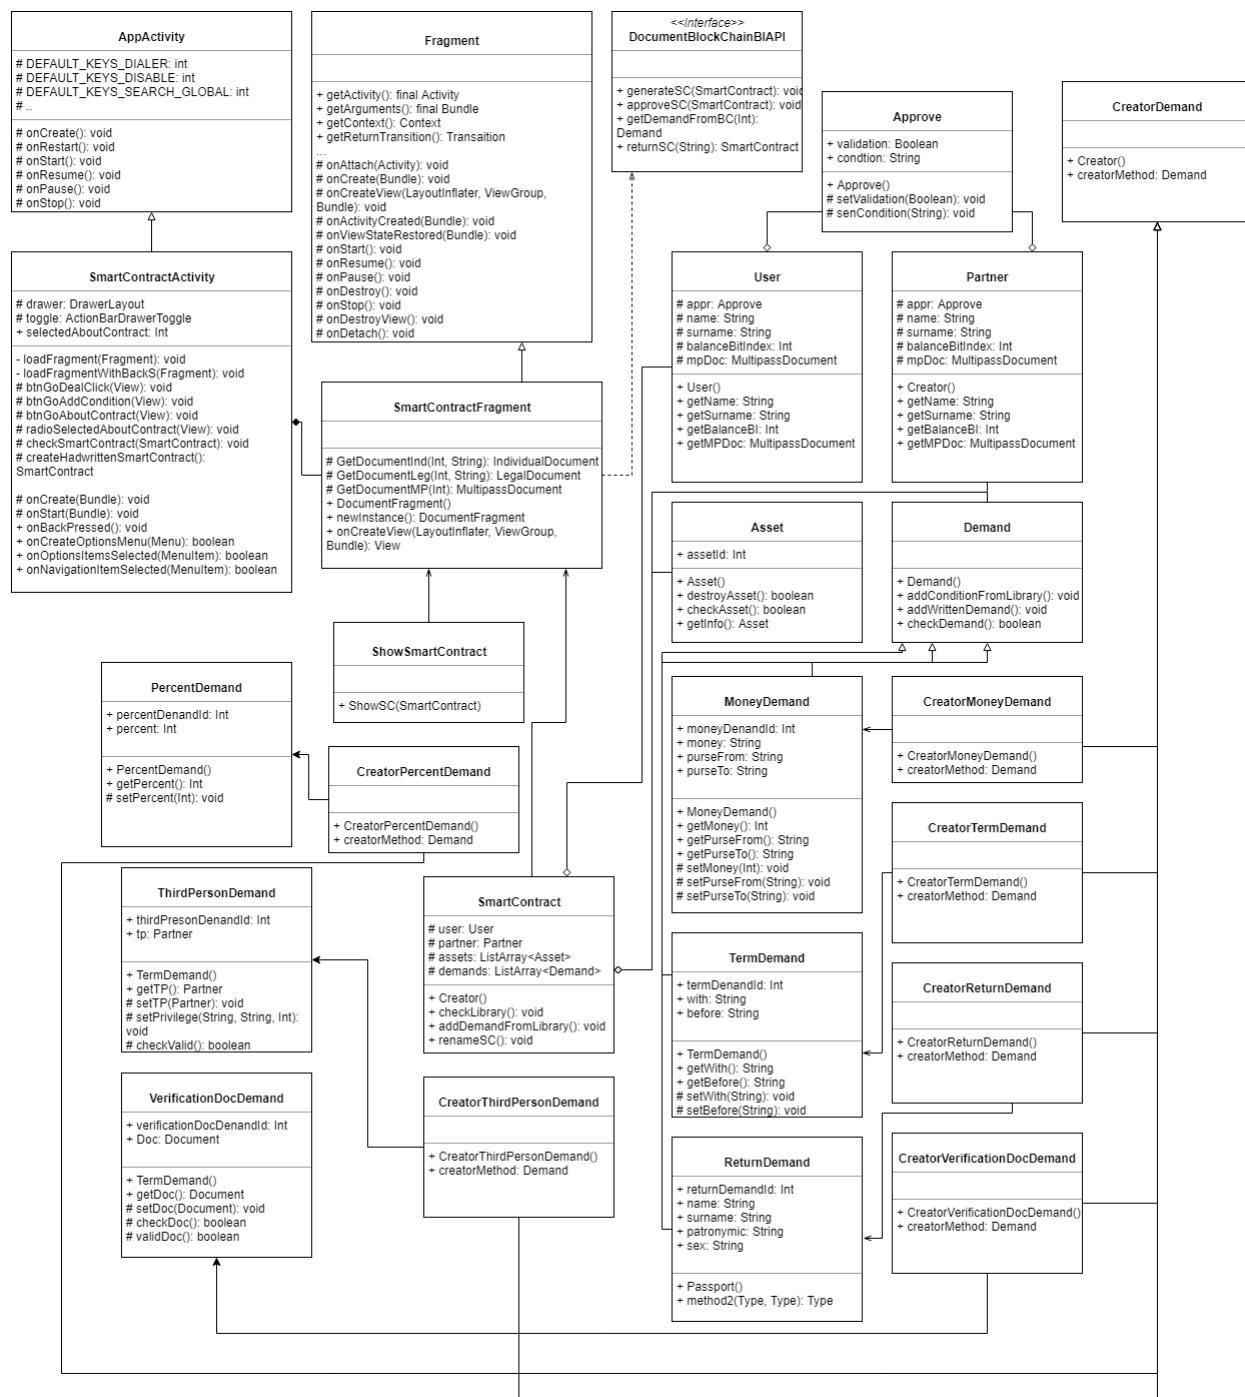 AppActivity
# DEFAULT_KEYS_DIALER: int
# DEFAULT_KEYS_DISABLE: int
# DEFAULT_KEYS_SEARCH_GLOBAL: int
# ..
# onCreate(): void
# onRestart(): void
# onStart(): void
# onResume(): void
# onPause(): void
# onStop(): void
Fragment
+ getActivity(): final Activity
+ getArguments(): final Bundle
+ getContext(): Context
+ getReturnTransition(): Transaition
...
# onAttach(Activity): void
# onCreate(Bundle): void
# onCreateView(LayoutInflater, ViewGroup,
Bundle): void
# onActivityCreated(Bundle): void
# onViewStateRestored(Bundle): void
# onStart(): void
# onResume(): void
# onPause(): void
# onDestroy(): void
# onStop(): void
# onDestroyView(): void
# onDetach(): void
<<Interface>>
DocumentBlockChainBIAPI
+ generateSC(SmartContract): void
+ approveSC(SmartContract): void
+ getDemandFromBC(Int):
Demand
+ returnSC(String): SmartContract
Approve
+ validation: Boolean
+ condtion: String
+ Approve()
# setValidation(Boolean): void
# senCondition(String): void
CreatorDemand
+ Creator()
+ creatorMethod: Demand
SmartContractActivity
# drawer: DrawerLayout
# toggle: ActionBarDrawerToggle
+ selectedAboutContract: Int
- loadFragment(Fragment): void
- loadFragmentWithBackS(Fragment): void
# btnGoDealClick(View): void
# btnGoAddCondition(View): void
# btnGoAboutContract(View): void
# radioSelectedAboutContract(View): void
# checkSmartContract(SmartContract): void
# createHadwrittenSmartContract():
SmartContract
# onCreate(Bundle): void
# onStart(Bundle): void
+ onBackPressed(): void
+ onCreateOptionsMenu(Menu): boolean
+ onOptionsItemsSelected(MenuItem): boolean
+ onNavigationItemSelected(MenuItem): boolean
SmartContractFragment
# GetDocumentInd(Int, String): IndividualDocument
# GetDocumentLeg(Int, String): LegalDocument
# GetDocumentMP(Int): MultipassDocument
+ DocumentFragment()
+ newInstance(): DocumentFragment
+ onCreateView(LayoutInflater, ViewGroup,
Bundle): View
User
# appr: Approve
# name: String
# surname: String
# balanceBitIndex: Int
# mpDoc: MultipassDocument
+ User()
+ getName: String
+ getSurname: String
+ getBalanceBI: Int
+ getMPDoc: MultipassDocument
Partner
# appr: Approve
# name: String
# surname: String
# balanceBitIndex: Int
# mpDoc: MultipassDocument
+ Creator()
+ getName: String
+ getSurname: String
+ getBalanceBI: Int
+ getMPDoc: MultipassDocument
Asset
+ assetId: Int
+ Asset()
+ destroyAsset(): boolean
+ checkAsset(): boolean
+ getInfo(): Asset
Demand
+ Demand()
+ addConditionFromLibrary(): void
+ addWrittenDemand(): void
+ checkDemand(): boolean
ShowSmartContract
+ ShowSC(SmartContract)
PercentDemand
+ percentDenandId: Int
+ percent: Int
+ PercentDemand()
+ getPercent(): Int
# setPercent(Int): void
CreatorPercentDemand
+ CreatorPercentDemand()
+ creatorMethod: Demand
MoneyDemand
+ moneyDenandId: Int
+ money: String
+ purseFrom: String
+ purseTo: String
+ MoneyDemand()
+ getMoney(): Int
+ getPurseFrom(): String
+ getPurseTo(): String
# setMoney(Int): void
# setPurseFrom(String): void
# setPurseTo(String): void
CreatorMoneyDemand
+ CreatorMoneyDemand()
+ creatorMethod: Demand
CreatorTermDemand
+ CreatorTermDemand()
+ creatorMethod: Demand
ThirdPersonDemand
+ thirdPresonDenandId: Int
+ tp: Partner
+ TermDemand()
+ getTP(): Partner
# setTP(Partner): void
# setPrivilege(String, String, Int):
void
# checkValid(): boolean
SmartContract
# user: User
# partner: Partner
# assets: ListArray<Asset>
# demands: ListArray<Demand>
+ Creator()
+ checkLibrary(): void
+ addDemandFromLibrary(): void
+ renameSC(): void
TermDemand
+ termDenandId: Int
+ with: String
+ before: String
+ TermDemand()
+ getWith(): String
+ getBefore(): String
# setWith(String): void
# setBefore(String): void
CreatorReturnDemand
+ CreatorReturnDemand()
+ creatorMethod: Demand
VerificationDocDemand
+ verificationDocDenandId: Int
+ Doc: Document
+ TermDemand()
+ getDoc(): Document
# setDoc(Document): void
# checkDoc(): boolean
# validDoc(): boolean
CreatorThirdPersonDemand
+ CreatorThirdPersonDemand()
+ creatorMethod: Demand
ReturnDemand
+ returnDemandId: Int
+ name: String
+ surname: String
+ patronymic: String
+ sex: String
+ Passport()
+ method2(Type, Type): Type
CreatorVerificationDocDemand
+ CreatorVerificationDocDemand()
+ creatorMethod: Demand